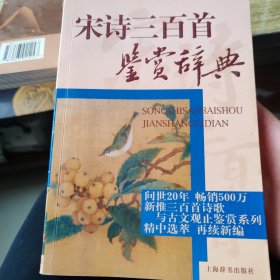 宋诗三百首
鉴赏辞典
SONGSHISANBAISHOU
JIANSHANGCIDIAN
问世20年 畅销500万
新推三百首诗歌
与古文观止鉴赏系列
精中选萃 再续新编
上海辞书出版社